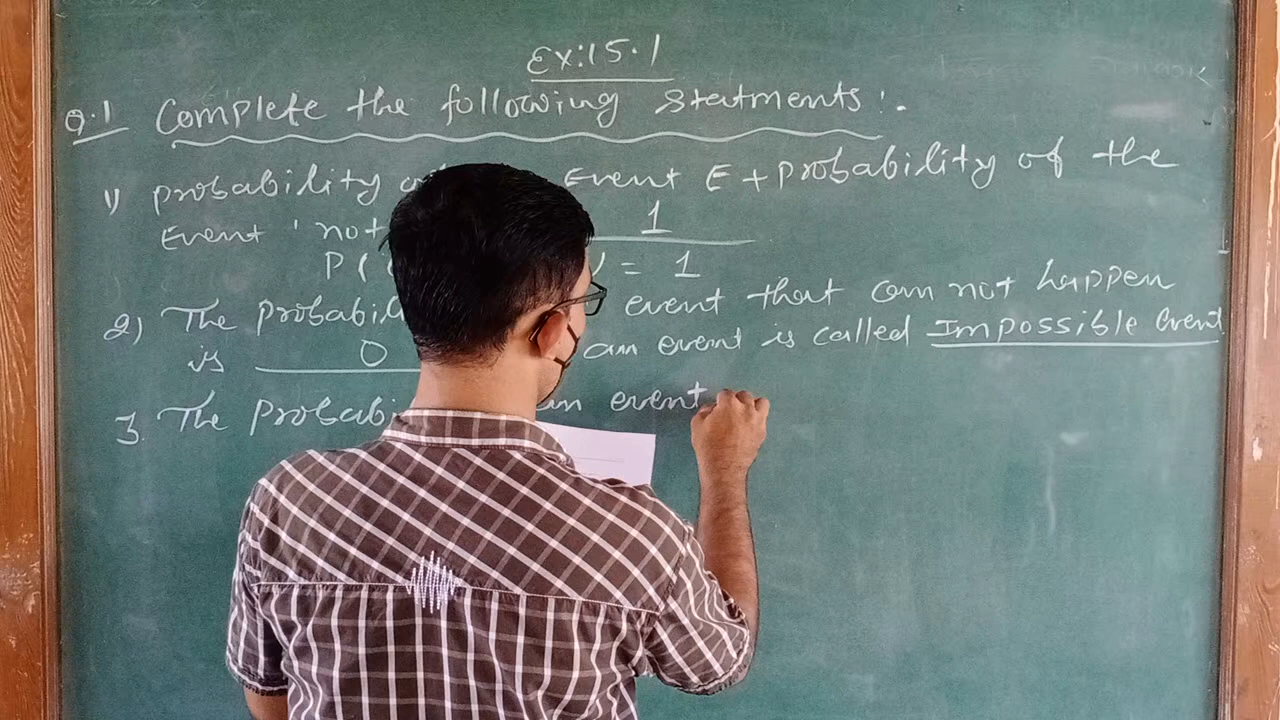 Ex:15.1
Q.1 Complete the following statments:-
1) probability Event E + probability of the
Event 'not 1
P( ) = 1
2) The probabil event that can not happen
is 0 an event is called Impossible Event
3. The probabi an event